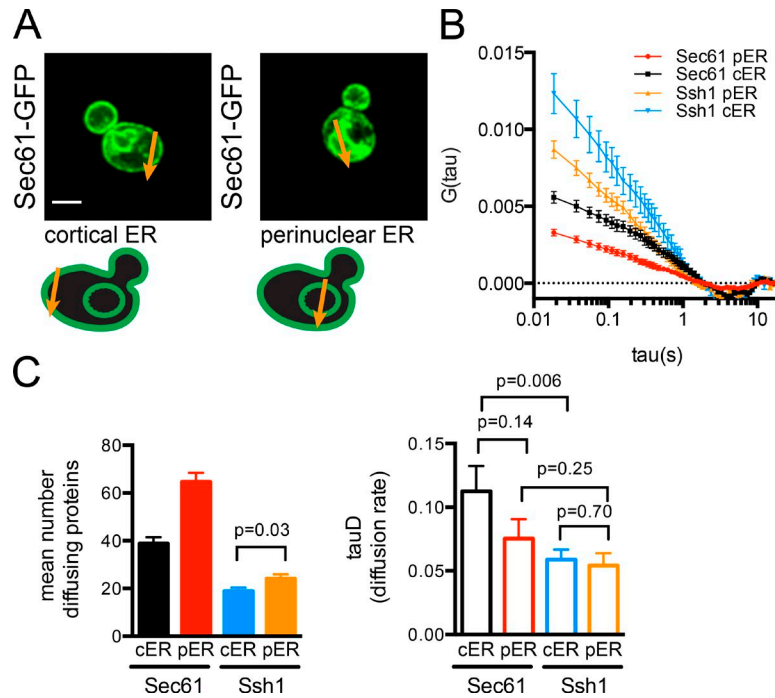 A
Sec61-GFP
Sec61-GFP
cortical ER
perinuclear ER
B
0.015
0.010
0.005
0.000
G(tau)
0.01
0.1
1
10
tau(s)
Sec61 pER
Sec61 cER
Ssh1 pER
Ssh1 cER
C
mean number
diffusing proteins
80
60
40
20
0
p=0.03
cER pER cER pER
Sec61 Ssh1
tauD
(diffusion rate)
0.15
0.10
0.05
0.00
p=0.006
p=0.14
p=0.25
p=0.70
cER pER cER pER
Sec61 Ssh1